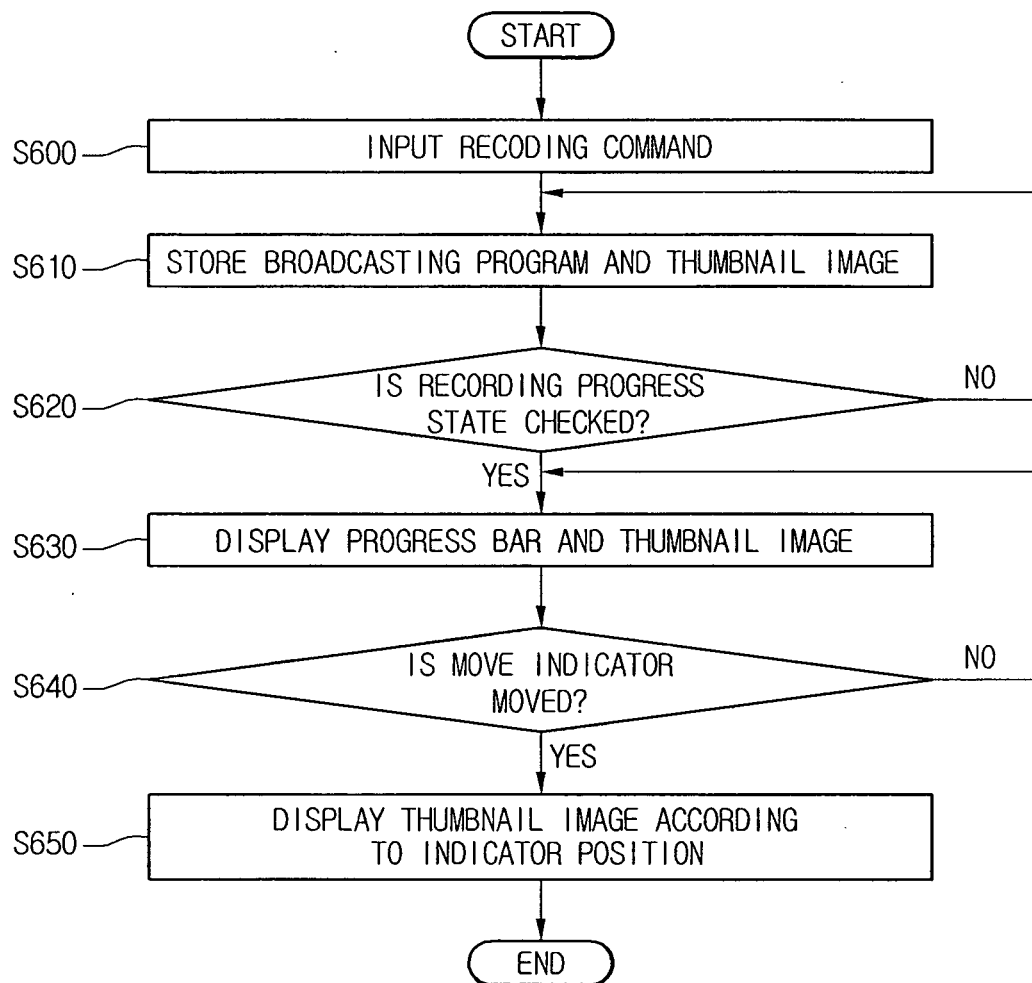 START
S600
INPUT RECODING COMMAND
S610
STORE BROADCASTING PROGRAM AND THUMBNAIL IMAGE
S620
IS RECORDING PROGRESS
STATE CHECKED?
NO
YES
S630
DISPLAY PROGRESS BAR AND THUMBNAIL IMAGE
S640
IS MOVE INDICATOR
MOVED?
NO
YES
S650
DISPLAY THUMBNAIL IMAGE ACCORDING
TO INDICATOR POSITION
END